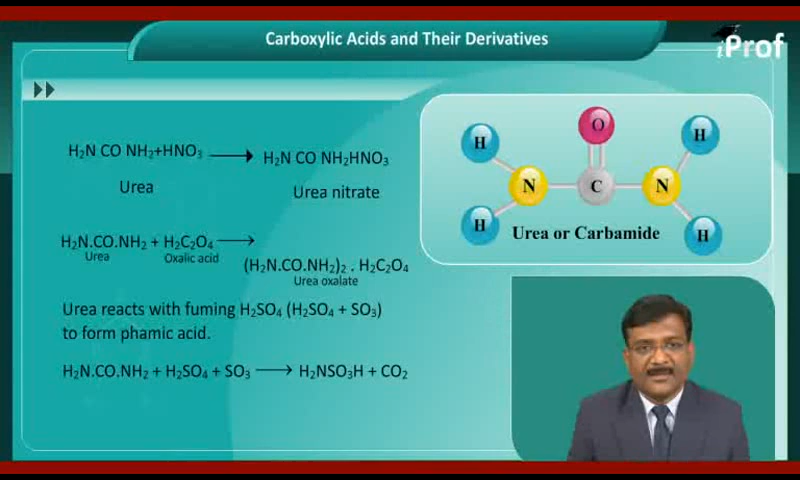 Carboxylic Acids and Their Derivatives
iProf
H₂N CO NH₂+HNO₃ ⟶ H₂N CO NH₂HNO₃
Urea
Urea nitrate
H₂N.CO.NH₂ + H₂C₂O₄ ⟶
Urea
Oxalic acid
(H₂N.CO.NH₂)₂ . H₂C₂O₄
Urea oxalate
Urea reacts with fuming H₂SO₄ (H₂SO₄ + SO₃)
to form phamic acid.
H₂N.CO.NH₂ + H₂SO₄ + SO₃ ⟶ H₂NSO₃H + CO₂
O
H
H
N
C
N
H
H
Urea or Carbamide